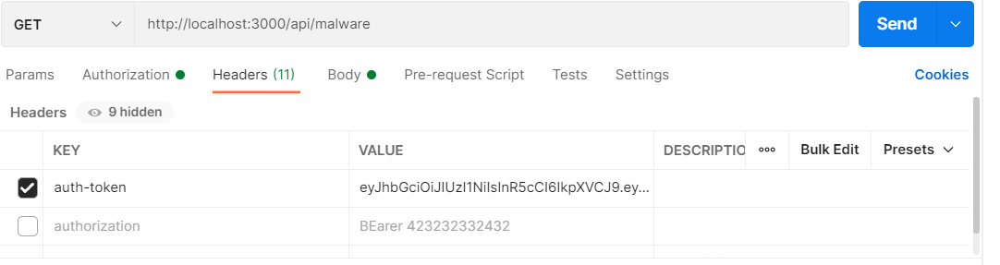 GET http://localhost:3000/api/malware Send
Params Authorization Headers (11) Body Pre-request Script Tests Settings Cookies
Headers 9 hidden
KEY VALUE DESCRIPTIO ooo Bulk Edit Presets
auth-token eyJhbGciOiJIUzI1NiIsInR5cCI6IkpXVCJ9.ey...
authorization BEarer 423232332432